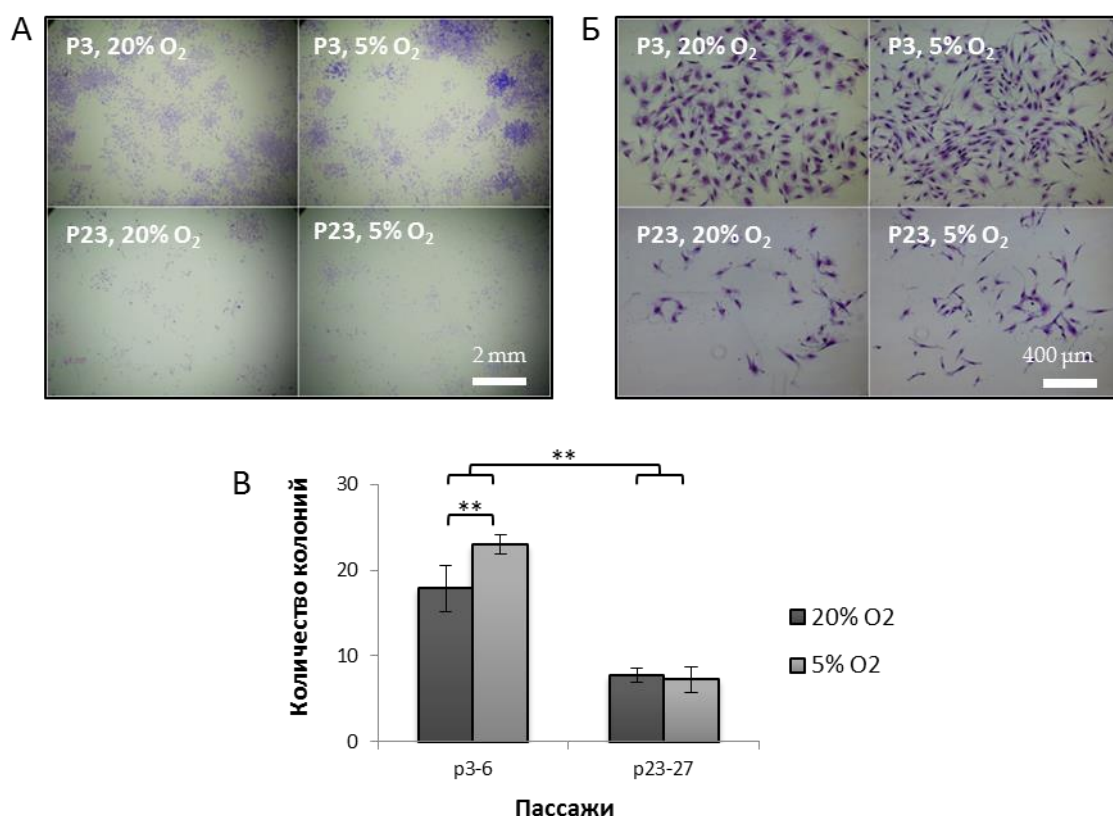 А
P3, 20% O₂
P3, 5% O₂
P23, 20% O₂
P23, 5% O₂
2 mm
Б
P3, 20% O₂
P3, 5% O₂
P23, 20% O₂
P23, 5% O₂
400 µm
В
Количество колоний
30
20
10
0
**
**
p3-6
p23-27
Пассажи
20% O2
5% O2